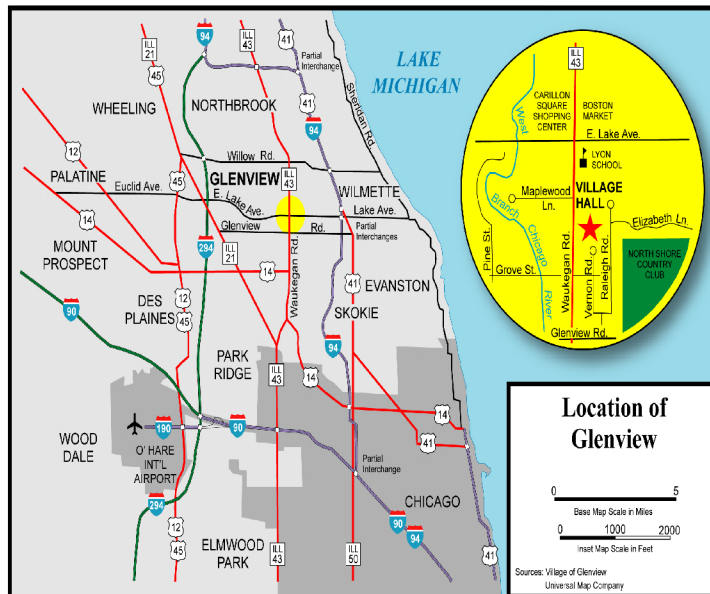 ILL
21
45
94
ILL
43
41
Partial
Interchange
LAKE
MICHIGAN
WHEELING
NORTHBROOK
41
Sheridan Rd.
94
12
Willow Rd.
PALATINE
45
GLENVIEW
ILL
43
WILMETTE
Euclid Ave.
E. Lake Ave.
Lake Ave.
14
Glenview Rd.
Partial
Interchanges
MOUNT
PROSPECT
294
ILL
21
14
Waukegan Rd.
41
EVANSTON
90
12
DES
PLAINES
45
SKOKIE
94
PARK
RIDGE
ILL
43
14
14
41
WOOD
DALE
190
90
O' HARE
INT'L
AIRPORT
Partial
Interchange
294
12
CHICAGO
90
94
45
ELMWOOD
PARK
ILL
43
ILL
50
41
ILL
43
CARILLON
SQUARE
SHOPPING
CENTER
BOSTON
MARKET
West
Branch
Chicago
River
E. Lake Ave.
LYON
SCHOOL
Maplewood
Ln.
VILLAGE
HALL
Elizabeth Ln.
Pine St.
Grove St.
Waukegan Rd.
Vernon Rd.
Raleigh Rd.
NORTH SHORE
COUNTRY
CLUB
Glenview Rd.
Location of
Glenview
0 5
Base Map Scale in Miles
0 1000 2000
Inset Map Scale in Feet
Sources: Village of Glenview
Universal Map Company